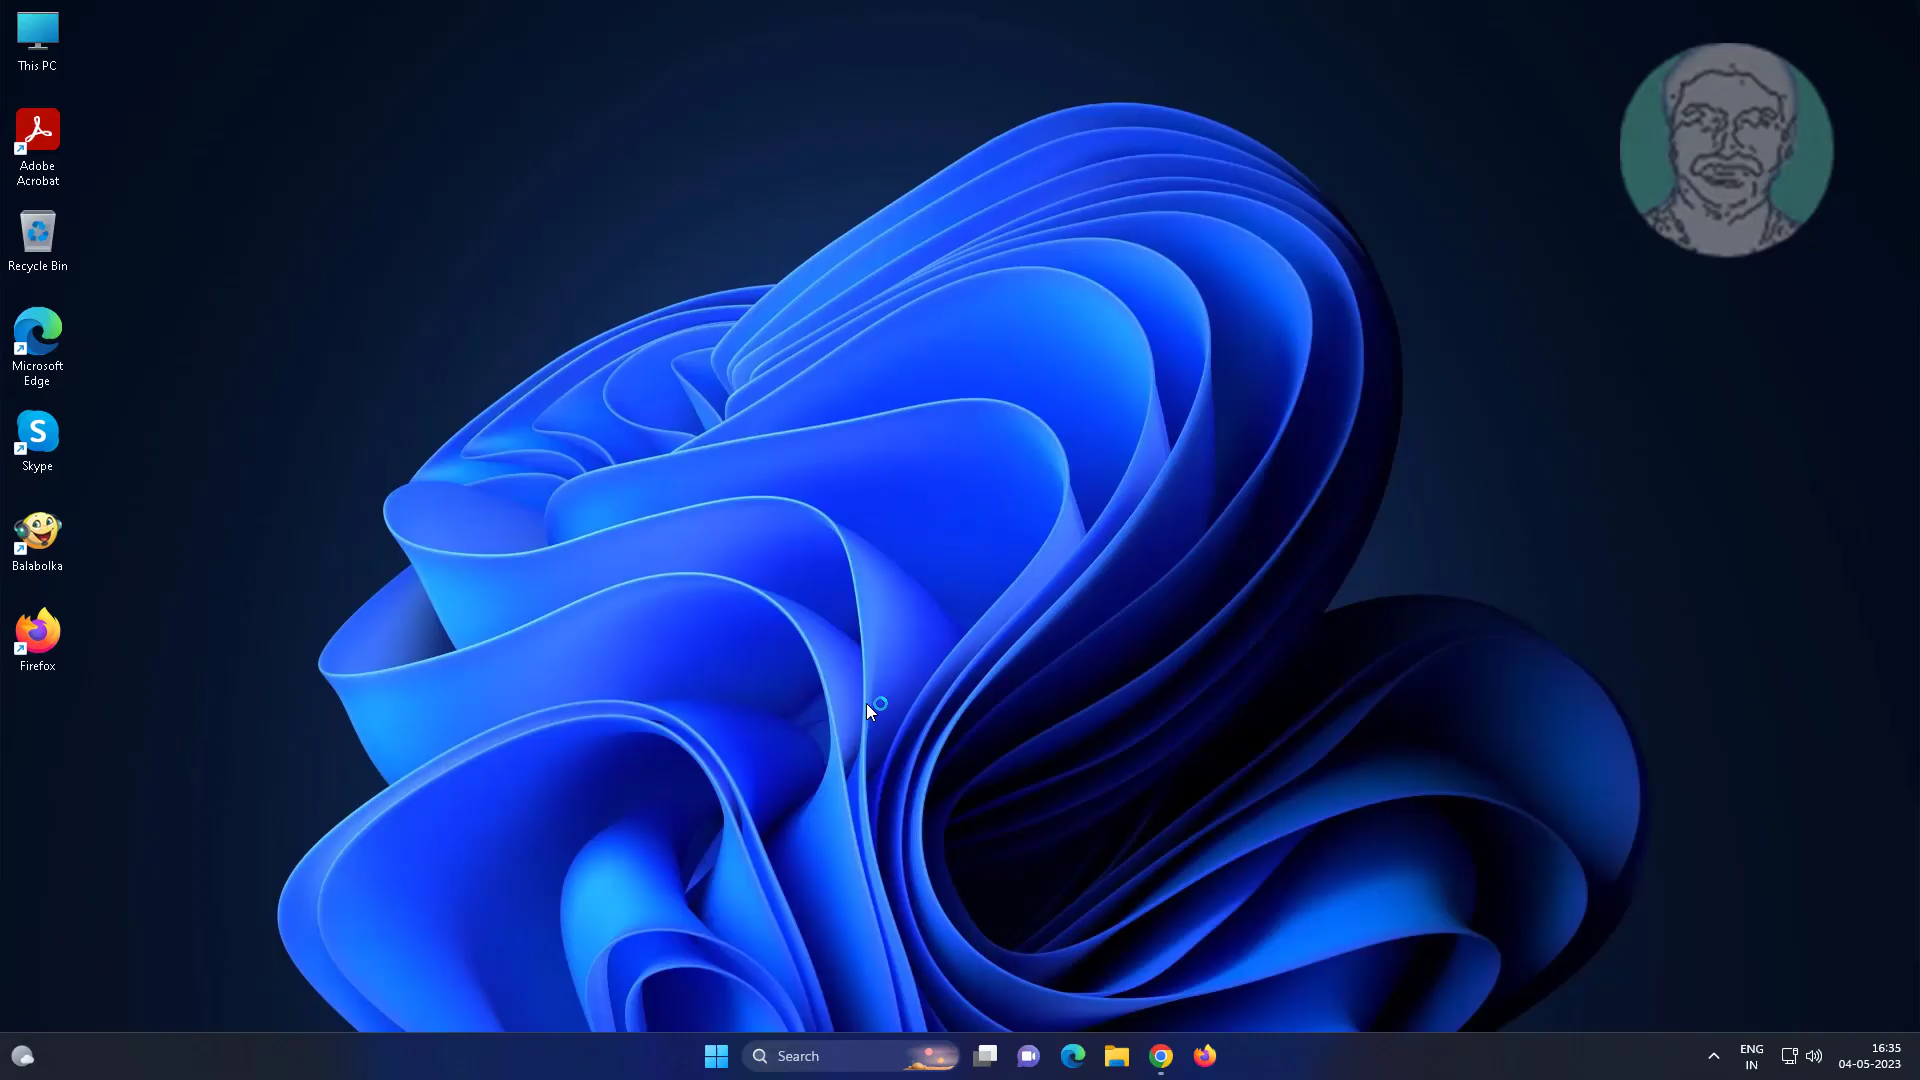 This PC
Adobe
Acrobat
Recycle Bin
Microsoft
Edge
S
Skype
Balabolka
Firefox
Search
ENG
IN
16:35
04-05-2023